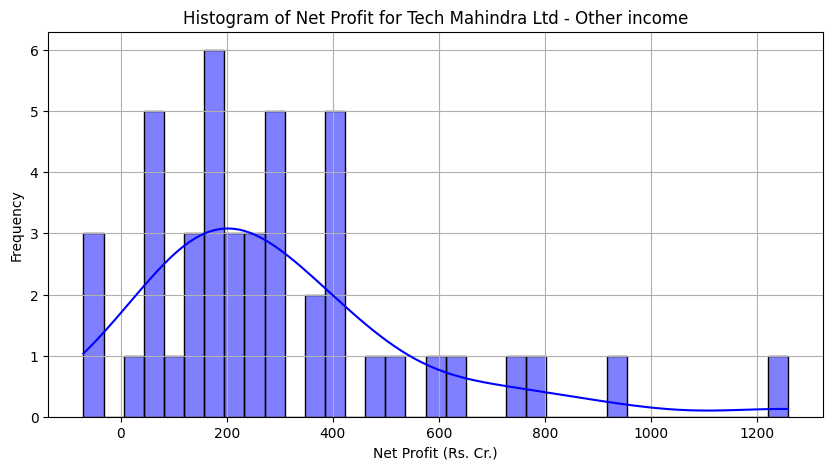 Histogram of Net Profit for Tech Mahindra Ltd - Other income
6
5
4
3
2
1
0
Frequency
0 200 400 600 800 1000 1200
Net Profit (Rs. Cr.)